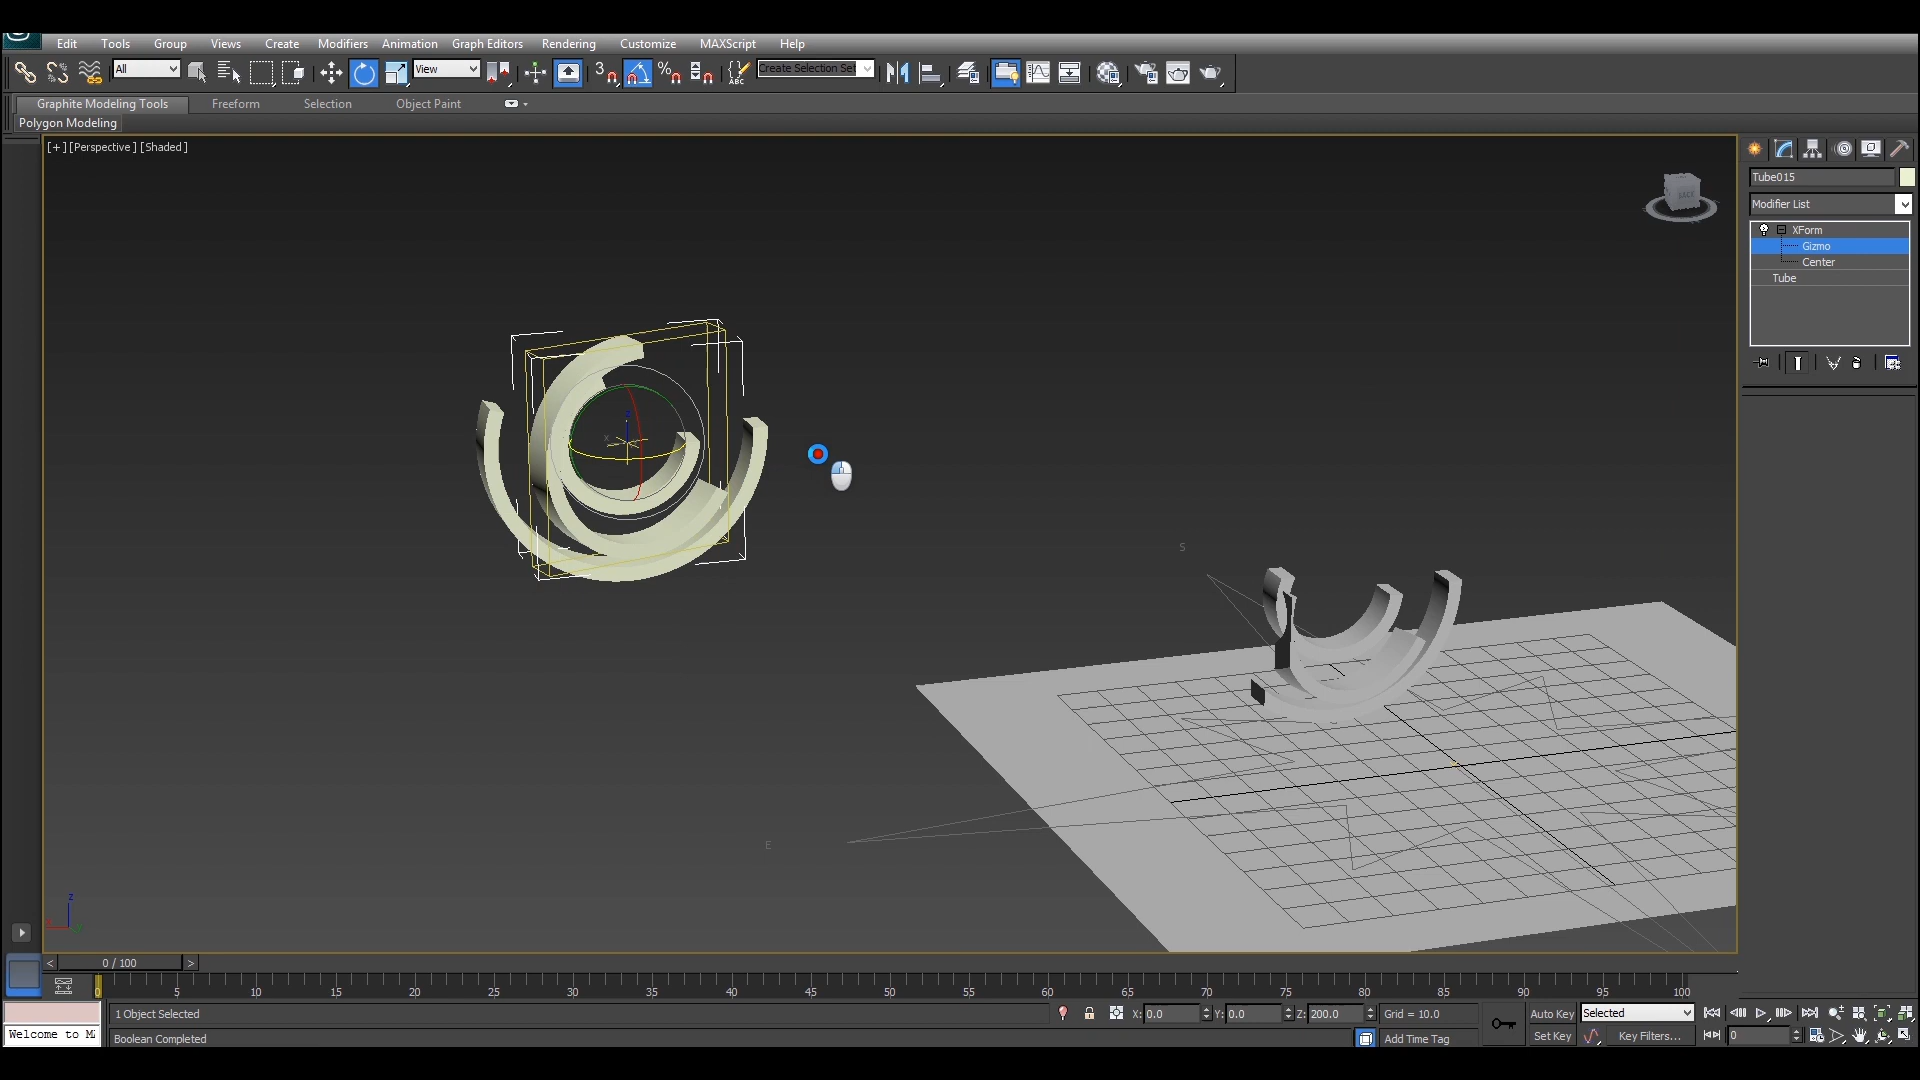 Edit Tools Group Views Create Modifiers Animation Graph Editors Rendering Customize MAXScript Help
All View 3 % ABC Create Selection Set
Graphite Modeling Tools Freeform Selection Object Paint
Polygon Modeling
[+] [Perspective] [Shaded]
BACK
Tube015
Modifier List
XForm
Gizmo
Center
Tube
x
z
S
E
z
0 / 100
0 5 10 15 20 25 30 35 40 45 50 55 60 65 70 75 80 85 90 95 100
1 Object Selected X: 0.0 Y: 0.0 Z: 200.0 Grid = 10.0 Auto Key Selected
Welcome to M
Boolean Completed Add Time Tag Set Key Key Filters... 0